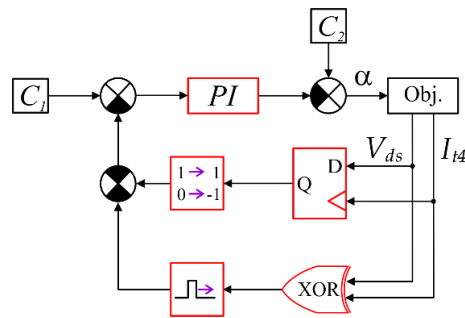 C2
C1
PI
α
Obj.
Vds
It4
1 → 1
0 → -1
D
Q
XOR